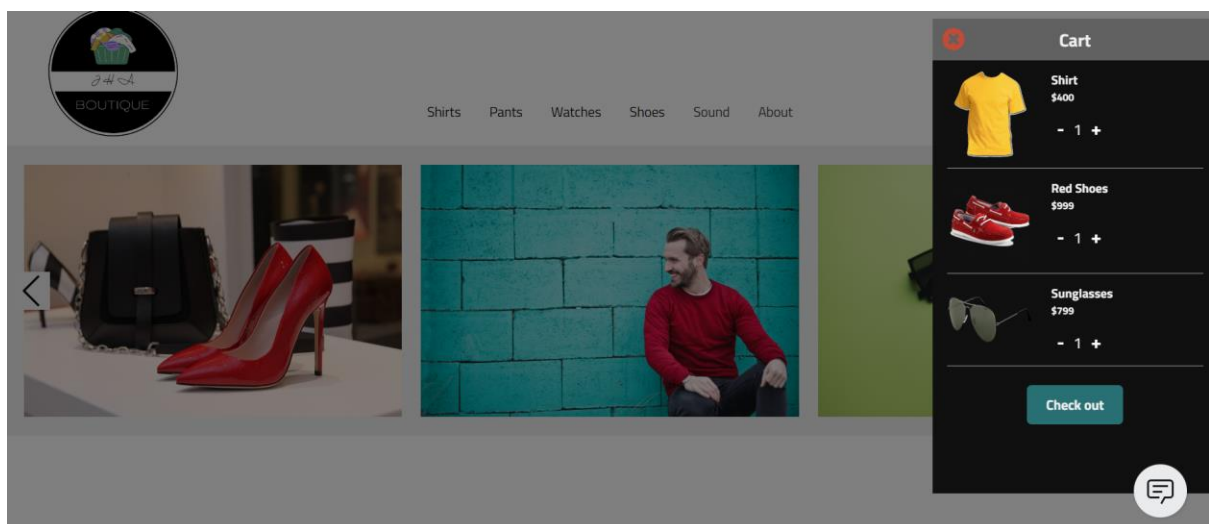 J H A
BOUTIQUE
Shirts Pants Watches Shoes Sound About
Cart
Shirt
$400
- 1 +
Red Shoes
$999
- 1 +
Sunglasses
$799
- 1 +
Check out